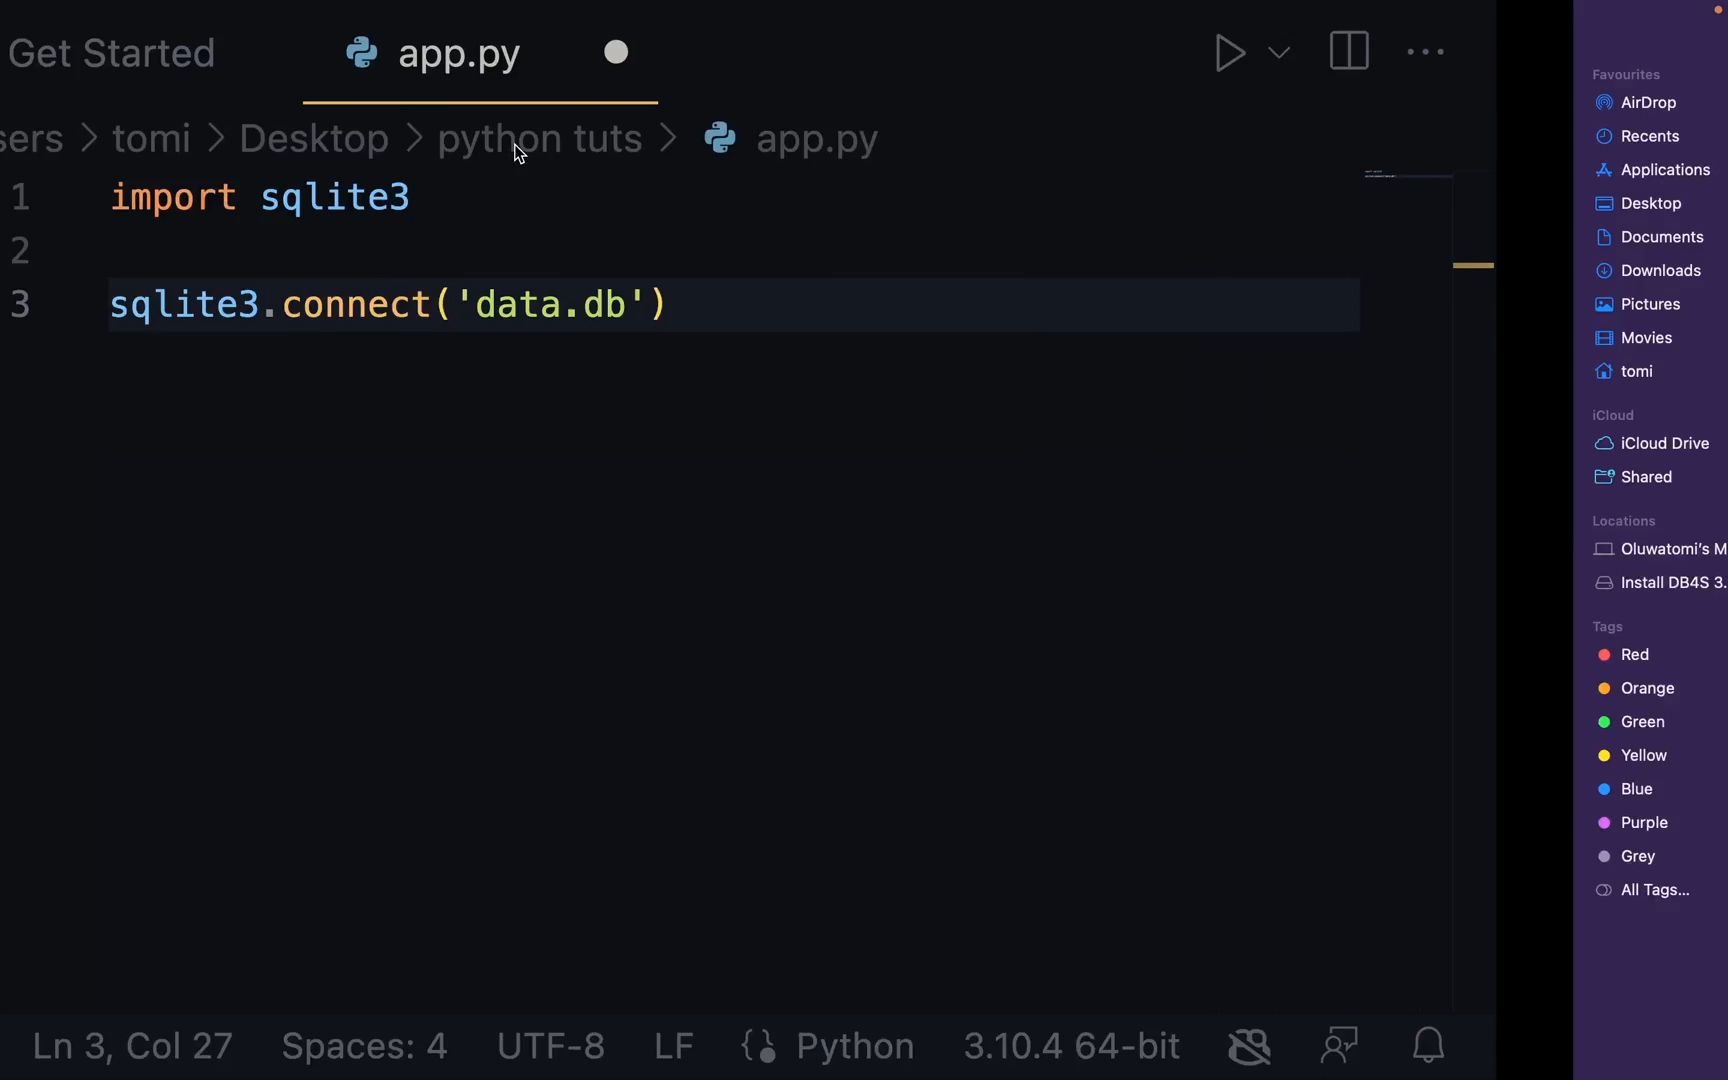 Get Started app.py
sers > tomi > Desktop > python tuts > app.py
1 import sqlite3
2
3 sqlite3.connect('data.db')
Ln 3, Col 27 Spaces: 4 UTF-8 LF Python 3.10.4 64-bit
Favourites
AirDrop
Recents
Applications
Desktop
Documents
Downloads
Pictures
Movies
tomi
iCloud
iCloud Drive
Shared
Locations
Oluwatomi's M
Install DB4S 3.
Tags
Red
Orange
Green
Yellow
Blue
Purple
Grey
All Tags...